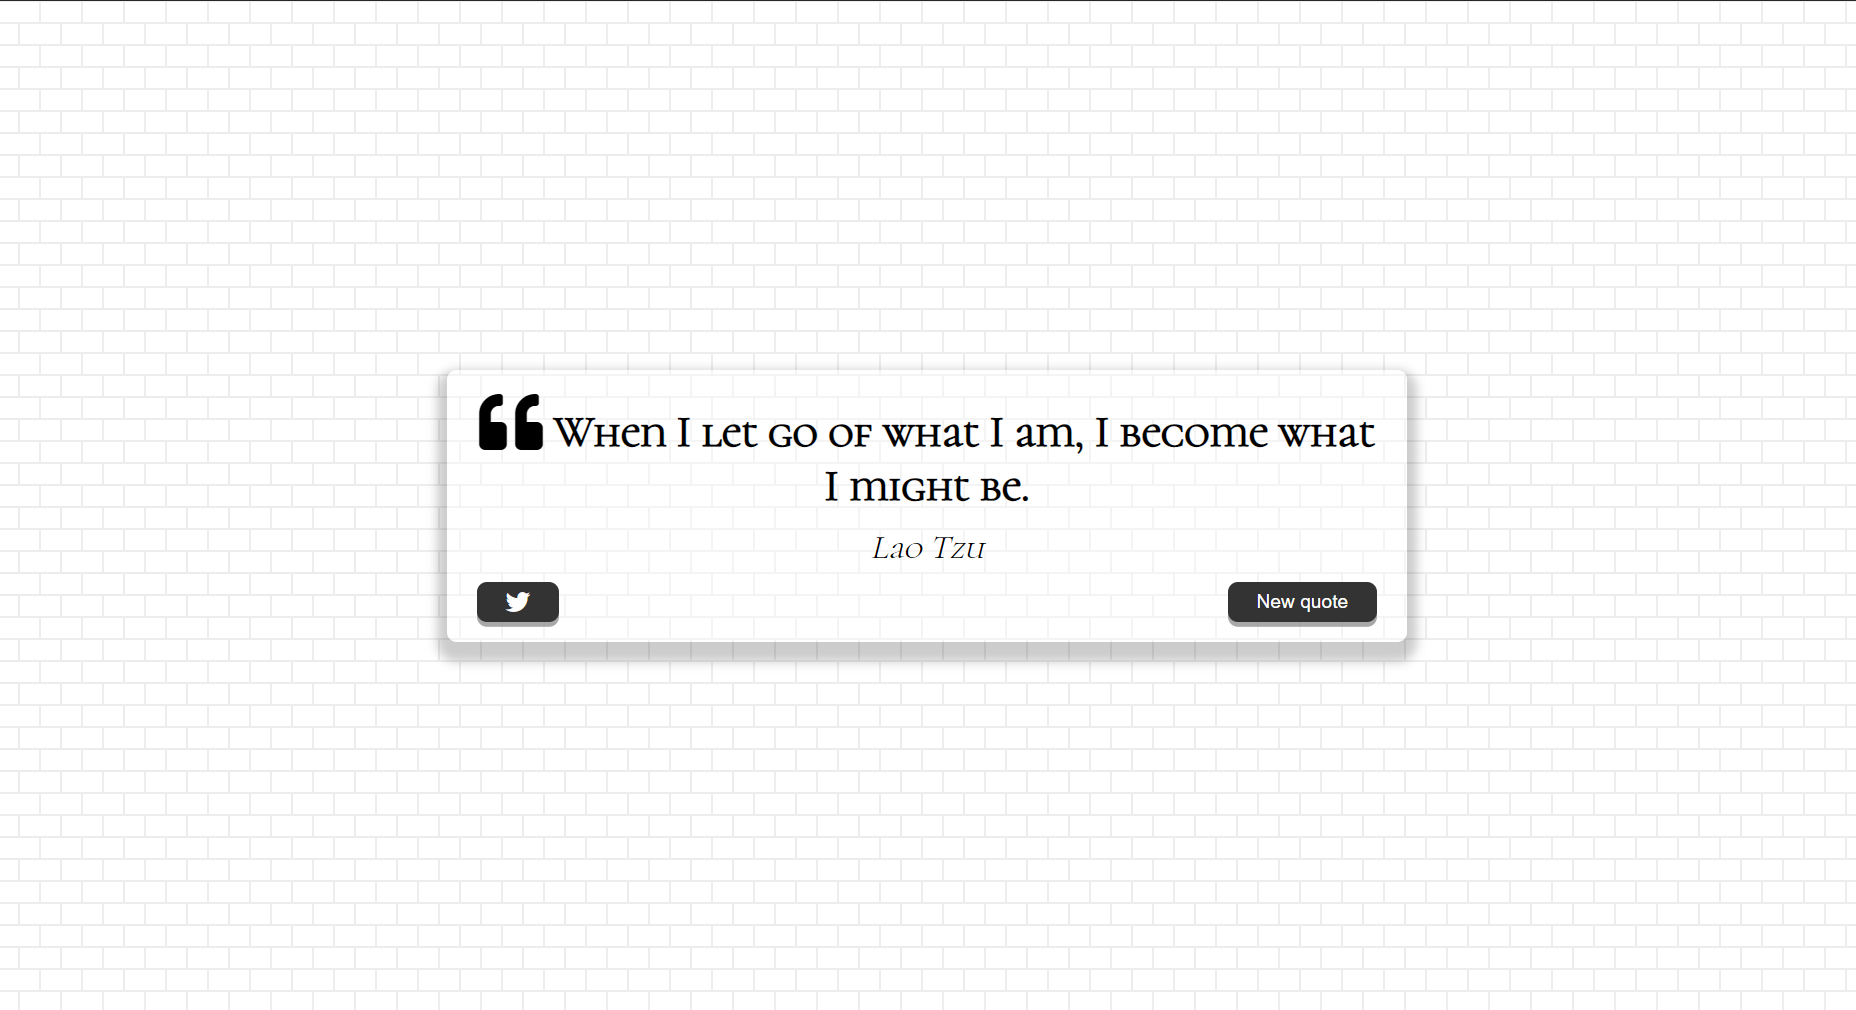 When I let go of what I am, I become what
I might be.
Lao Tzu
New quote